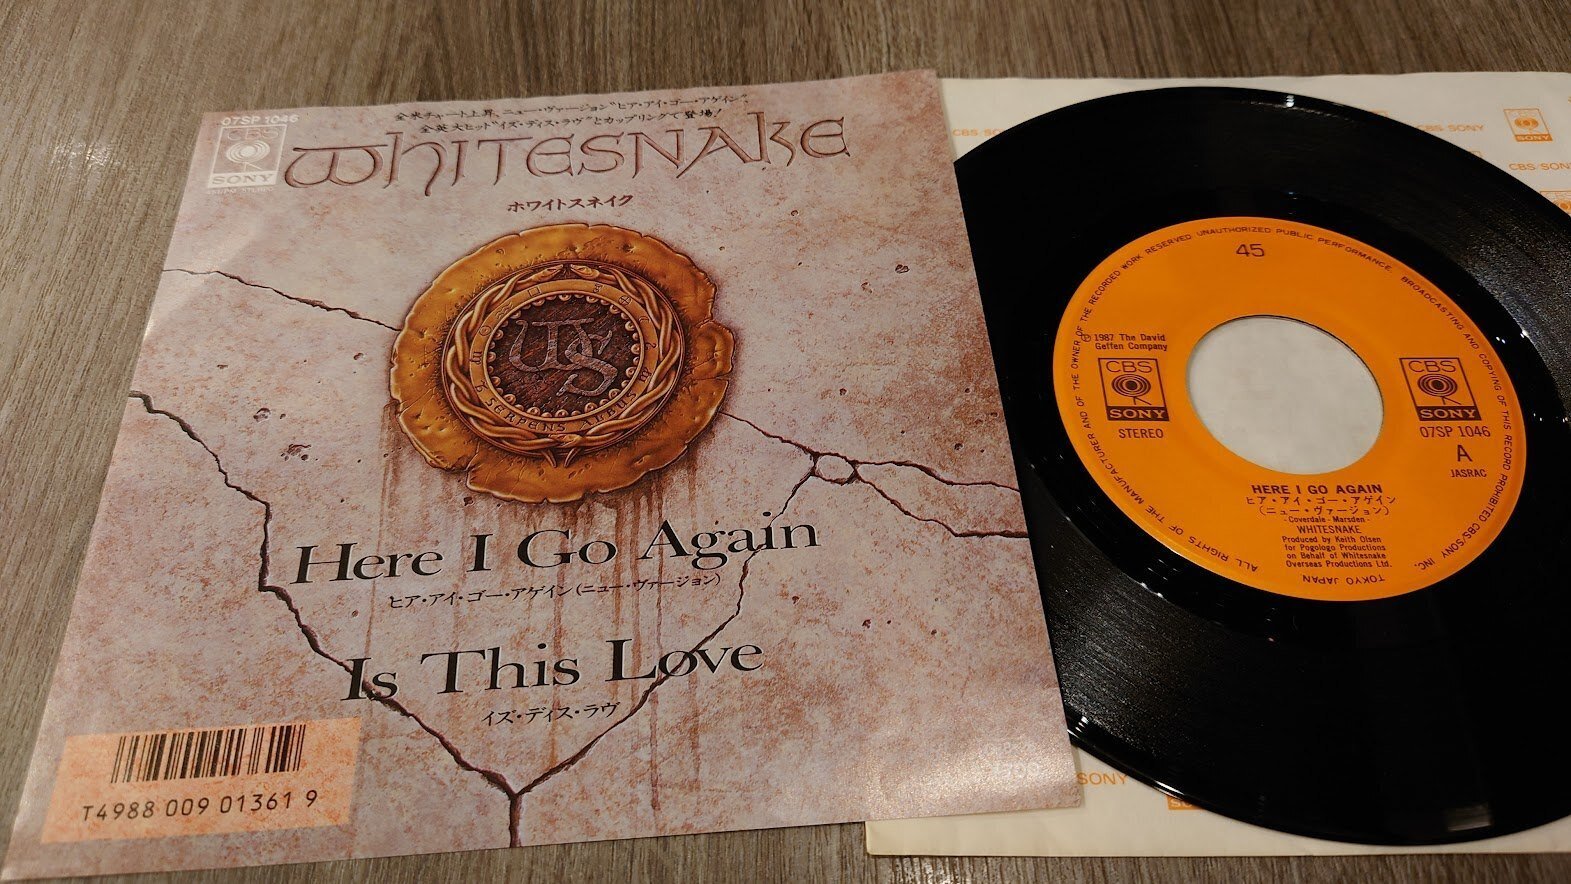 全米チャート上昇、ニュー・ヴァージョン"ヒア・アイ・ゴー・アゲイン"、
全英大ヒット"イズ・ディス・ラヴ"とカップリングで登場!
07SP 1046
CBS
SONY
WHITESNAKE
ホワイトスネイク
WS
SERPENS ALBUS
Here I Go Again
ヒア・アイ・ゴー・アゲイン(ニュー・ヴァージョン)
Is This Love
イズ・ディス・ラヴ
T4988 009 01361 9
45
ALL RIGHTS OF THE MANUFACTURER AND OF THE OWNER OF THE RECORDED WORK RESERVED UNAUTHORIZED PUBLIC PERFORMANCE. BROADCASTING AND COPYING OF THIS RECORD PROHIBITED CBS/SONY INC. TOKYO JAPAN
℗1987 The David
Geffen Company
CBS
SONY
STEREO
CBS
SONY
07SP 1046
A
JASRAC
HERE I GO AGAIN
ヒア・アイ・ゴー・アゲイン
(ニュー・ヴァージョン)
- Coverdale - Marsden -
WHITESNAKE
Produced by Keith Olsen
for Pogologo Productions
on Behalf of Whitesnake
Overseas Productions Ltd.
CBS/SONY
SONY
CBS/SONY
SONY